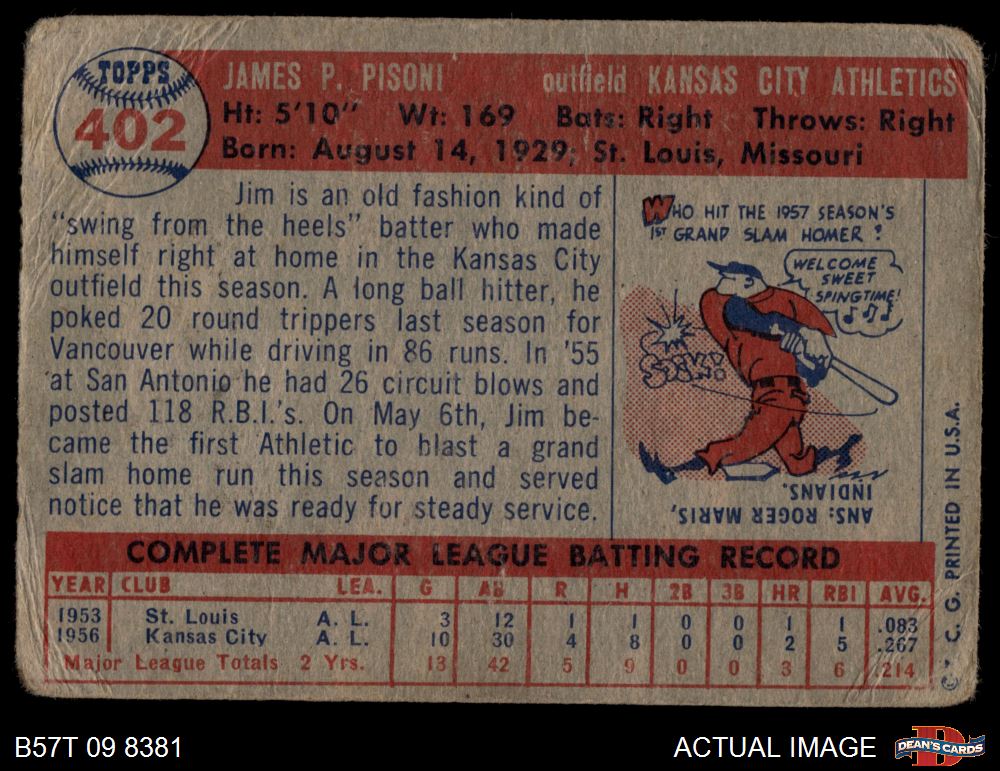 TOPPS
402
JAMES P. PISONI outfield KANSAS CITY ATHLETICS
Ht: 5'10" Wt: 169 Bats: Right Throws: Right
Born: August 14, 1929; St. Louis, Missouri
Jim is an old fashion kind of
"swing from the heels" batter who made
himself right at home in the Kansas City
outfield this season. A long ball hitter, he
poked 20 round trippers last season for
Vancouver while driving in 86 runs. In '55
at San Antonio he had 26 circuit blows and
posted 118 R.B.I.'s. On May 6th, Jim be-
came the first Athletic to blast a grand
slam home run this season and served
notice that he was ready for steady service.
WHO HIT THE 1957 SEASON'S
1ST GRAND SLAM HOMER?
WELCOME
SWEET
SPINGTIME!
ANS: ROGER MARIS,
INDIANS.
COMPLETE MAJOR LEAGUE BATTING RECORD
YEAR CLUB LEA. G AB R H 2B 3B HR RBI AVG.
1953 St. Louis A. L. 3 12 1 1 0 0 1 1 .083
1956 Kansas City A. L. 10 30 4 8 0 0 2 5 .267
Major League Totals 2 Yrs. 13 42 5 9 0 0 3 6 .214
© T. C. G. PRINTED IN U.S.A.
B57T 09 8381
ACTUAL IMAGE
DEAN'S CARDS